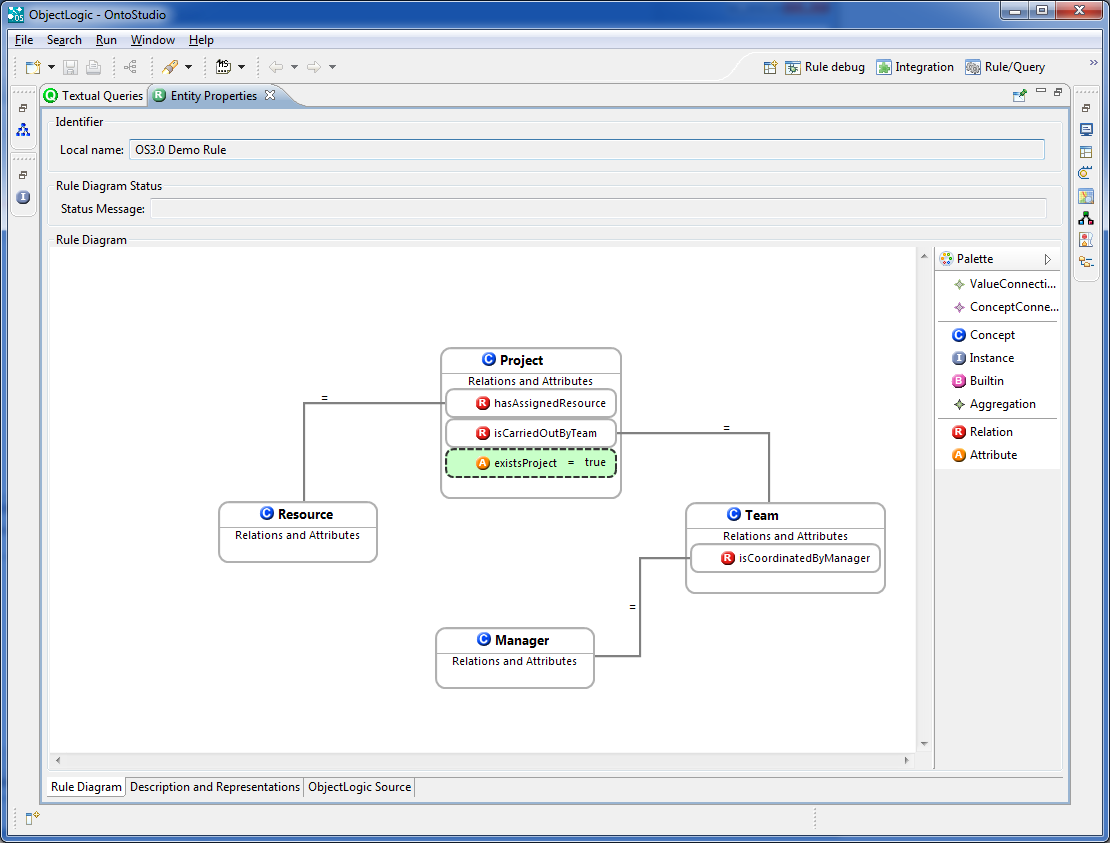 ObjectLogic - OntoStudio
File Search Run Window Help
Rule debug Integration Rule/Query
Textual Queries Entity Properties
Identifier
Local name: OS3.0 Demo Rule
Rule Diagram Status
Status Message:
Rule Diagram
Palette
ValueConnecti...
ConceptConne...
Concept
Instance
Builtin
Aggregation
Relation
Attribute
Project
Relations and Attributes
hasAssignedResource
isCarriedOutByTeam
existsProject = true
=
=
Resource
Relations and Attributes
Team
Relations and Attributes
isCoordinatedByManager
=
Manager
Relations and Attributes
Rule Diagram Description and Representations ObjectLogic Source